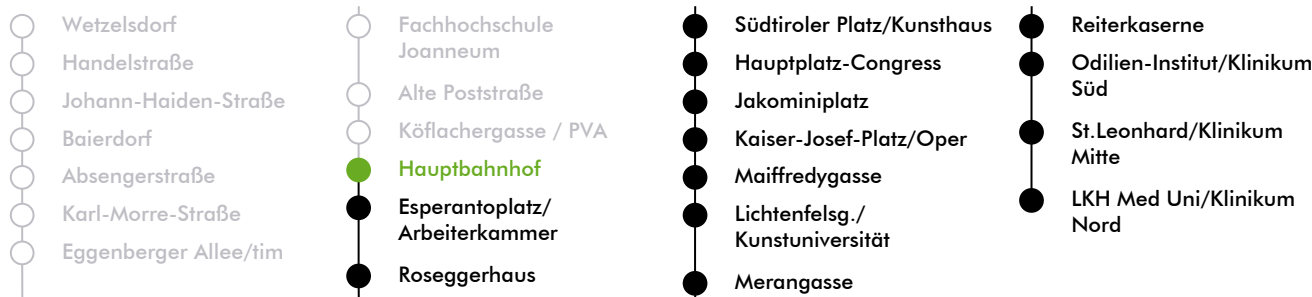 Wetzelsdorf
Handelstraße
Johann-Haiden-Straße
Baierdorf
Absengerstraße
Karl-Morre-Straße
Eggenberger Allee/tim
Fachhochschule
Joanneum
Alte Poststraße
Köflachergasse / PVA
Hauptbahnhof
Esperantoplatz/
Arbeiterkammer
Roseggerhaus
Südtiroler Platz/Kunsthaus
Hauptplatz-Congress
Jakominiplatz
Kaiser-Josef-Platz/Oper
Maiffredygasse
Lichtenfelsg./
Kunstuniversität
Merangasse
Reiterkaserne
Odilien-Institut/Klinikum
Süd
St.Leonhard/Klinikum
Mitte
LKH Med Uni/Klinikum
Nord